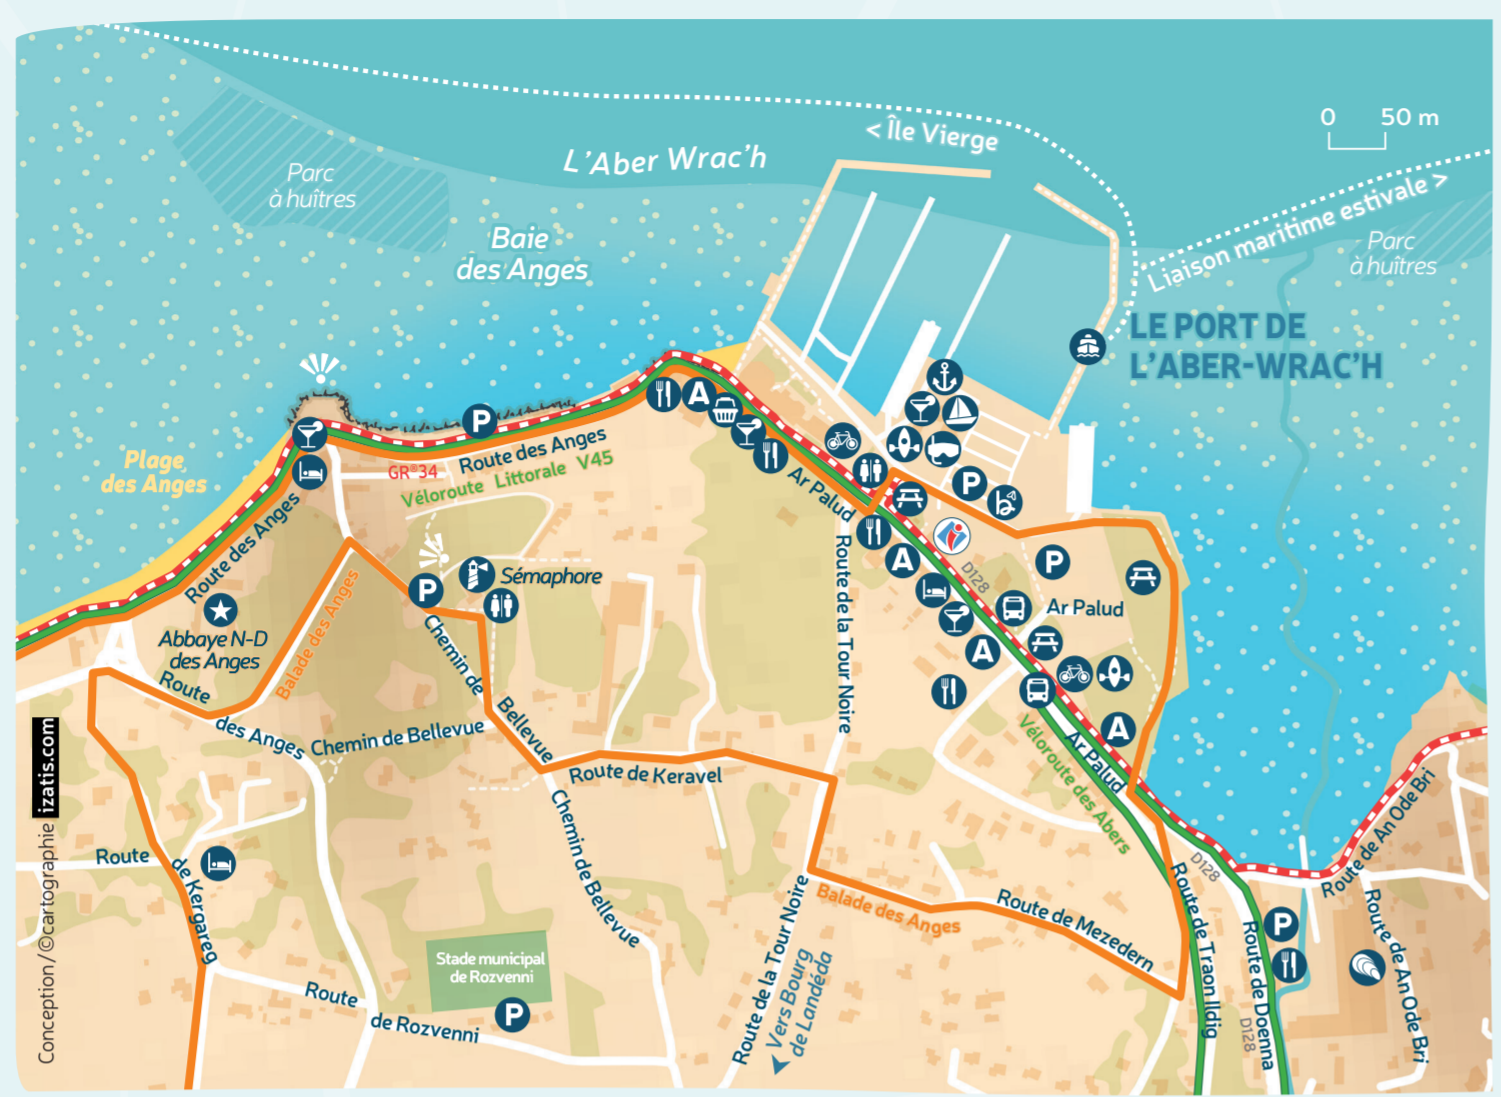 0 50 m
< Île Vierge
L'Aber Wrac'h
Liaison maritime estivale >
Parc
à huîtres
Baie
des Anges
Parc
à huîtres
LE PORT DE
L'ABER-WRAC'H
Plage
des Anges
P
Route des Anges
GR®34
Véloroute Littorale V45
A
Ar Palud
P
Route des Anges
D128
P
Ar Palud
A
A
A
Sémaphore
P
Abbaye N-D
des Anges
Balade des Anges
Route
des Anges
Chemin de
Bellevue
Chemin de Bellevue
Route de la Tour Noire
Route de Keravel
Ar Palud
Véloroute des Abers
Chemin de Bellevue
Route
de Kergareg
Balade des Anges
Route de Mezedern
D128
Route de An Ode Bri
Route de An Ode Bri
Route de Traon Ildig
Route de Doenna
D128
P
Stade municipal
de Rozvenni
P
Route
de Rozvenni
Route de la Tour Noire
Vers Bourg
de Landéda
Conception/©cartographie izatis.com